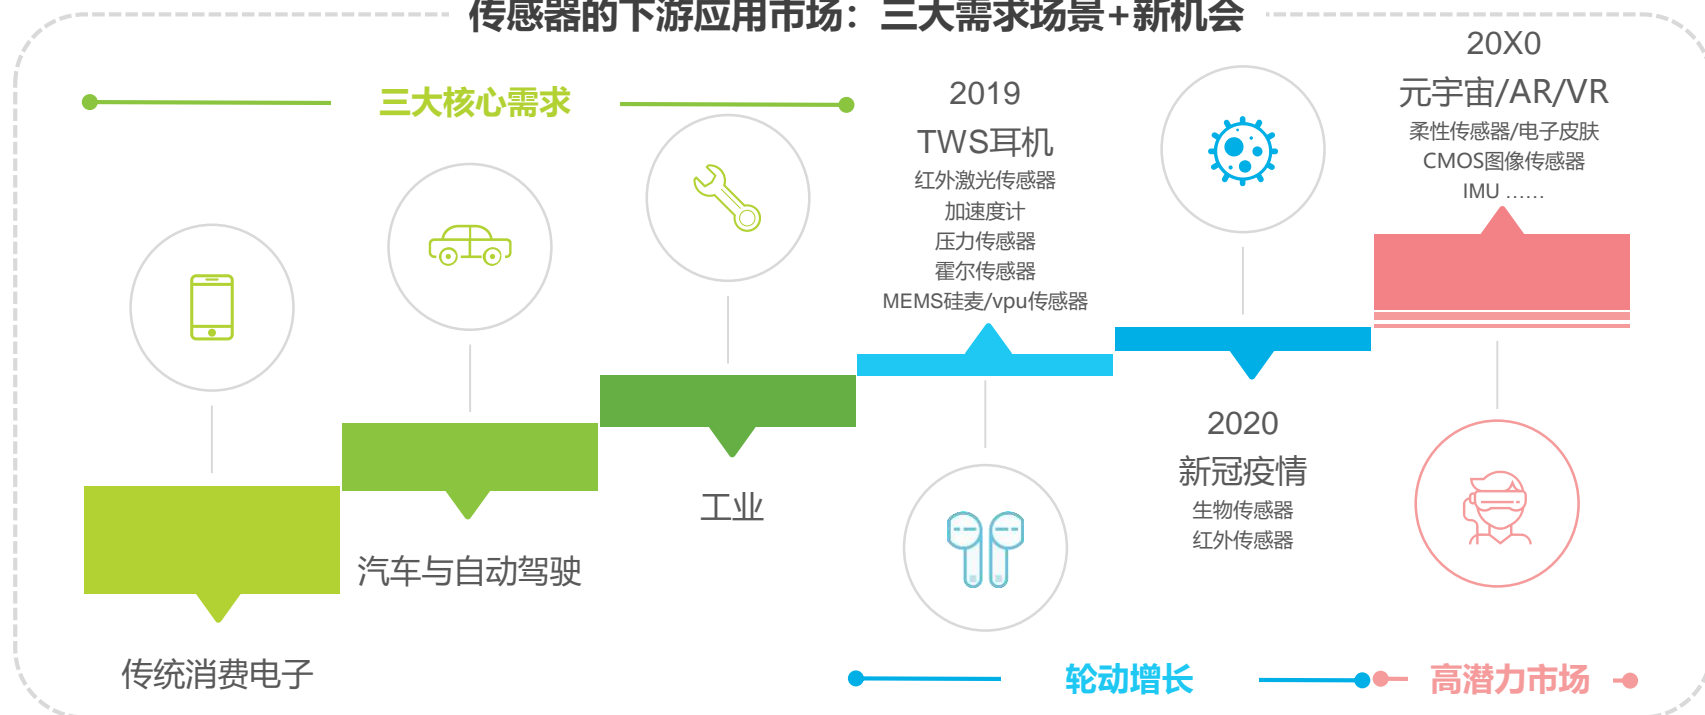 传感器的下游应用市场：三大需求场景+新机会
三大核心需求
传统消费电子
汽车与自动驾驶
工业
2019
TWS耳机
红外激光传感器
加速度计
压力传感器
霍尔传感器
MEMS硅麦/vpu传感器
2020
新冠疫情
生物传感器
红外传感器
20X0
元宇宙/AR/VR
柔性传感器/电子皮肤
CMOS图像传感器
IMU ……
轮动增长
高潜力市场